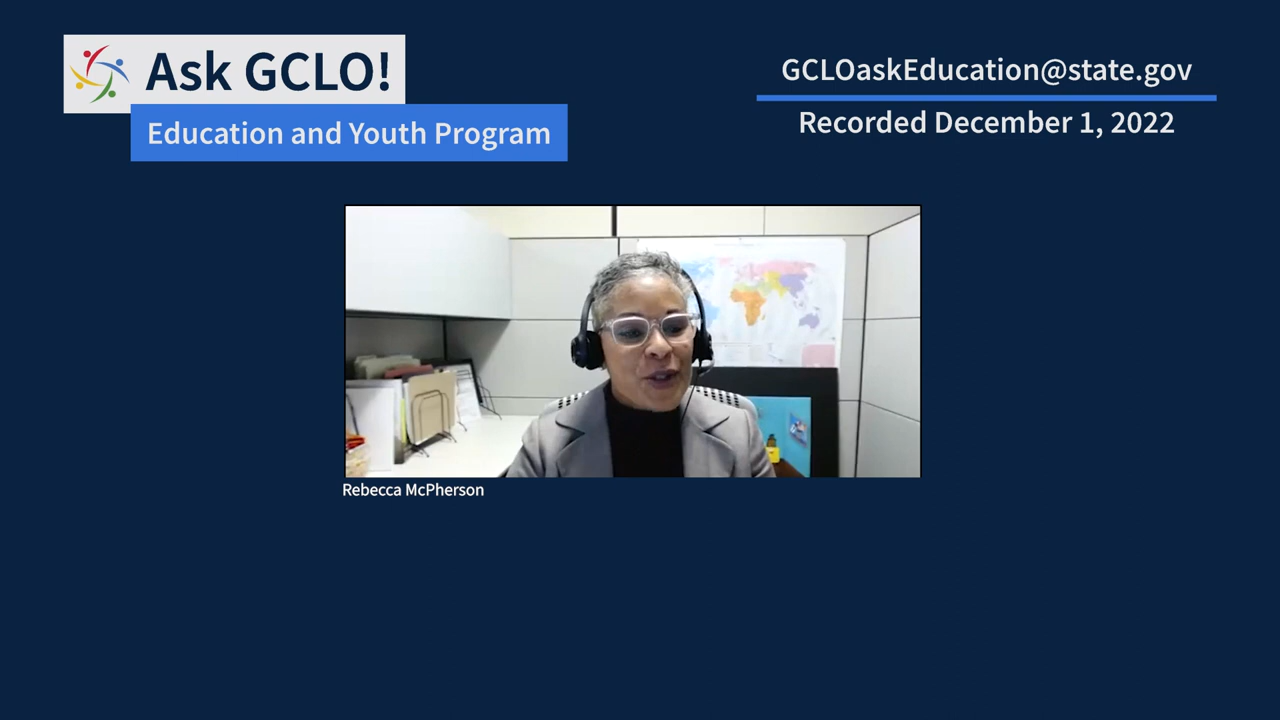 Ask GCLO!
Education and Youth Program
GCLOaskEducation@state.gov
Recorded December 1, 2022
Rebecca McPherson